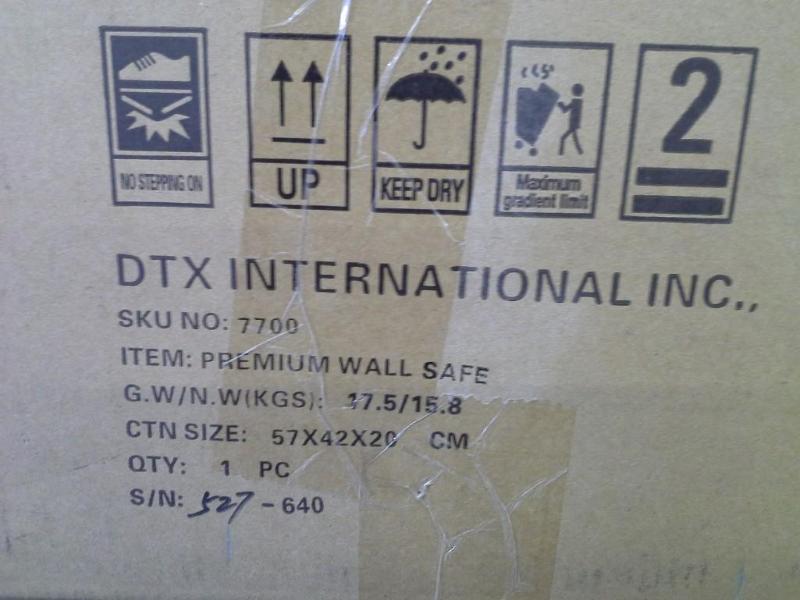 NO STEPPING ON
UP
KEEP DRY
Maximum
gradient limit
2
DTX INTERNATIONAL INC.,,
SKU NO: 7700
ITEM: PREMIUM WALL SAFE
G.W/N.W(KGS): 17.5/15.8
CTN SIZE: 57X42X20 CM
QTY: 1 PC
S/N: 527 - 640